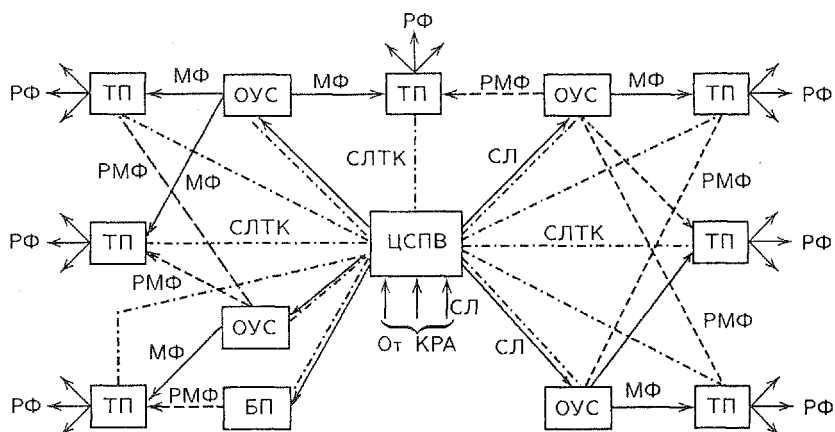 РФ
МФ МФ РМФ МФ
РФ ТП ОУС ТП ОУС ТП РФ
СЛТК СЛ
РМФ МФ РМФ
РФ ТП СЛТК ЦСПВ СЛТК ТП РФ
РМФ
ОУС СЛ РМФ
МФ От КРА СЛ
РМФ МФ
РФ ТП БП ОУС ТП РФ